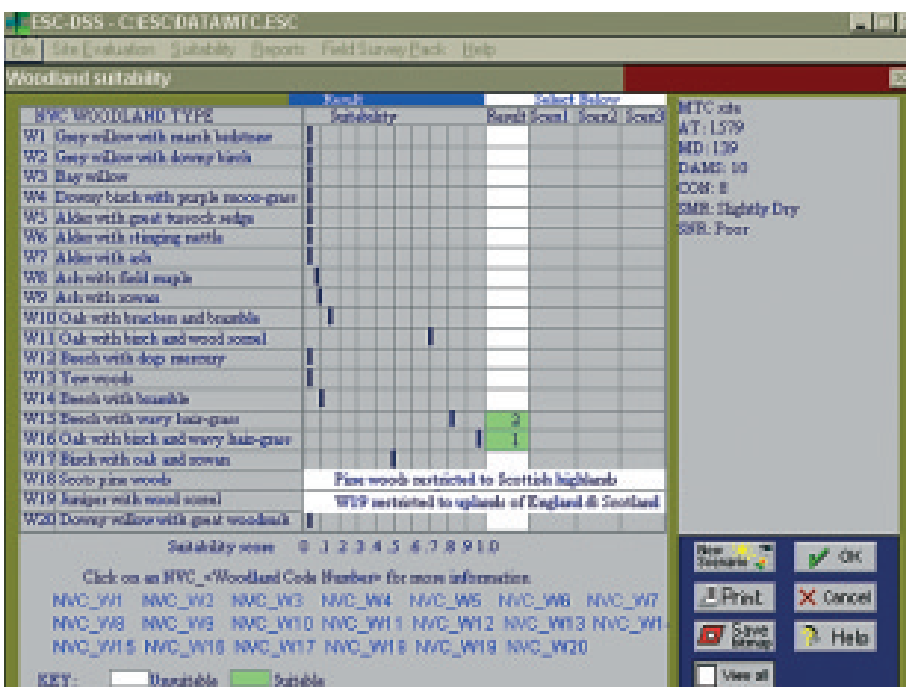 ESC-DSS - C:\ESC\DATA\MTC.ESC
File Site Evaluation Suitability Reports Field Survey Pack Help
Woodland suitability
Result Select Below
NVC WOODLAND TYPE Suitability Result Scen1 Scen2 Scen3
W1 Grey willow with marsh bedstraw
W2 Grey willow with downy birch
W3 Bay willow
W4 Downy birch with purple moor-grass
W5 Alder with great tussock sedge
W6 Alder with stinging nettle
W7 Alder with ash
W8 Ash with field maple
W9 Ash with rowan
W10 Oak with bracken and bramble
W11 Oak with birch and wood sorrel
W12 Beech with dogs mercury
W13 Yew woods
W14 Beech with bramble
W15 Beech with wavy hair-grass 2
W16 Oak with birch and wavy hair-grass 1
W17 Birch with oak and rowan
W18 Scots pine woods Pine woods restricted to Scottish highlands
W19 Juniper with wood sorrel W19 restricted to uplands of England & Scotland
W20 Downy willow with great woodrush
Suitability score 0 .1 .2 .3 .4 .5 .6 .7 .8 .9 1.0
Click on an NVC_<Woodland Code Number> for more information.
NVC_W1 NVC_W2 NVC_W3 NVC_W4 NVC_W5 NVC_W6 NVC_W7
NVC_W8 NVC_W9 NVC_W10 NVC_W11 NVC_W12 NVC_W13 NVC_W1
NVC_W15 NVC_W16 NVC_W17 NVC_W18 NVC_W19 NVC_W20
KEY: Unsuitable Suitable
MTC site
AT: 1579
MD: 139
DAMS: 10
CON: 8
SMR: Slightly Dry
SNR: Poor
New Scenario OK
Print Cancel
Save Bitmap Help
View all